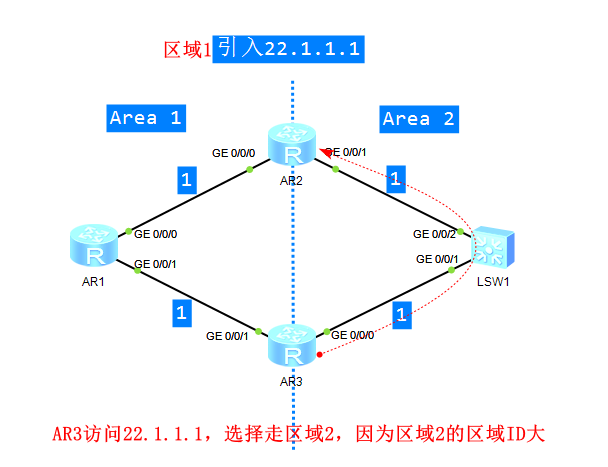 区域1引入22.1.1.1
Area 1
Area 2
GE 0/0/0
GE 0/0/1
AR2
1
1
GE 0/0/0
GE 0/0/2
GE 0/0/1
GE 0/0/1
AR1
LSW1
1
1
GE 0/0/1
GE 0/0/0
AR3
AR3访问22.1.1.1，选择走区域2，因为区域2的区域ID大